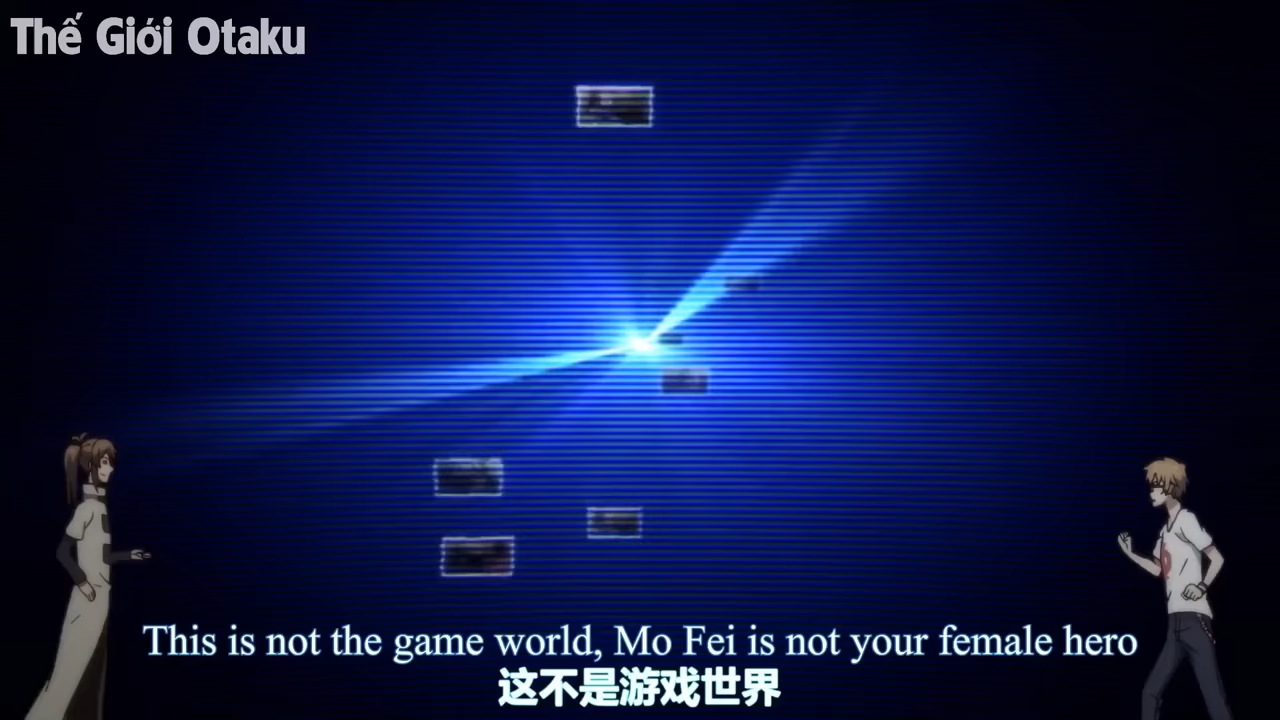 Thế Giới Otaku
This is not the game world, Mo Fei is not your female hero
这不是游戏世界